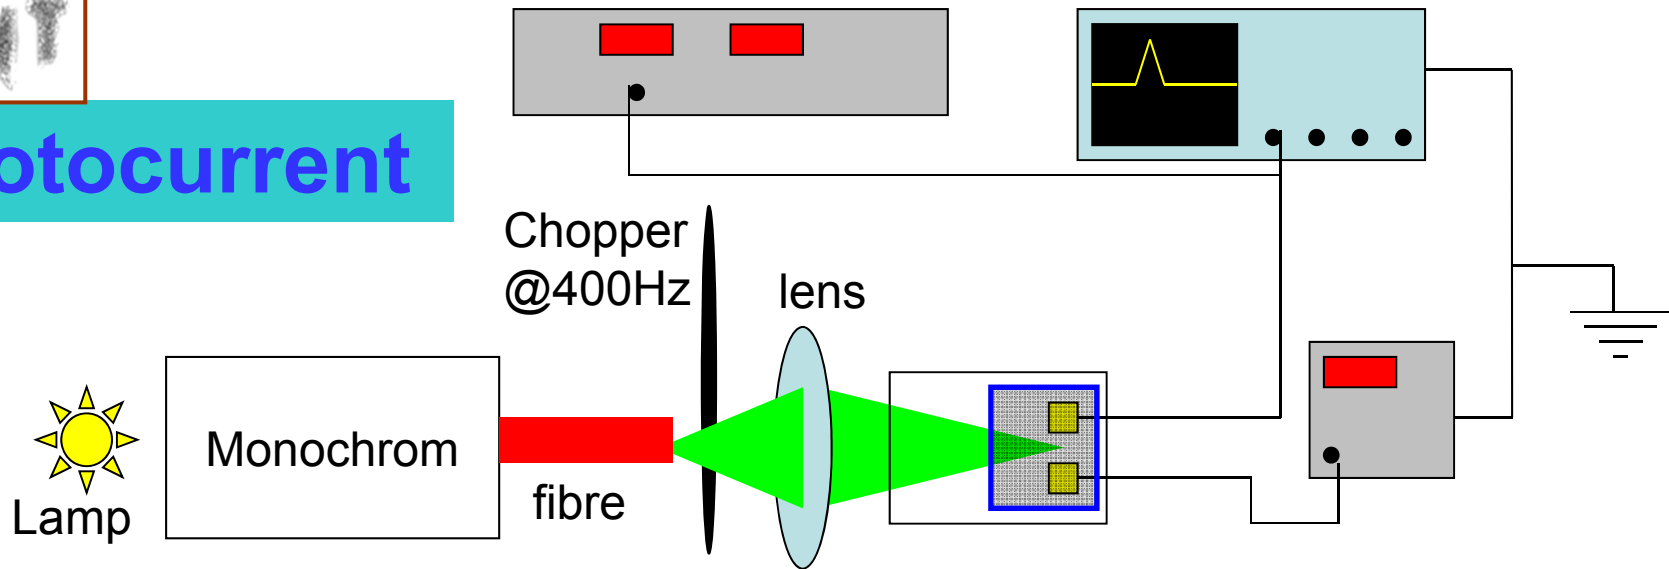 otocurrent
Chopper
@400Hz
lens
Monochrom
fibre
Lamp